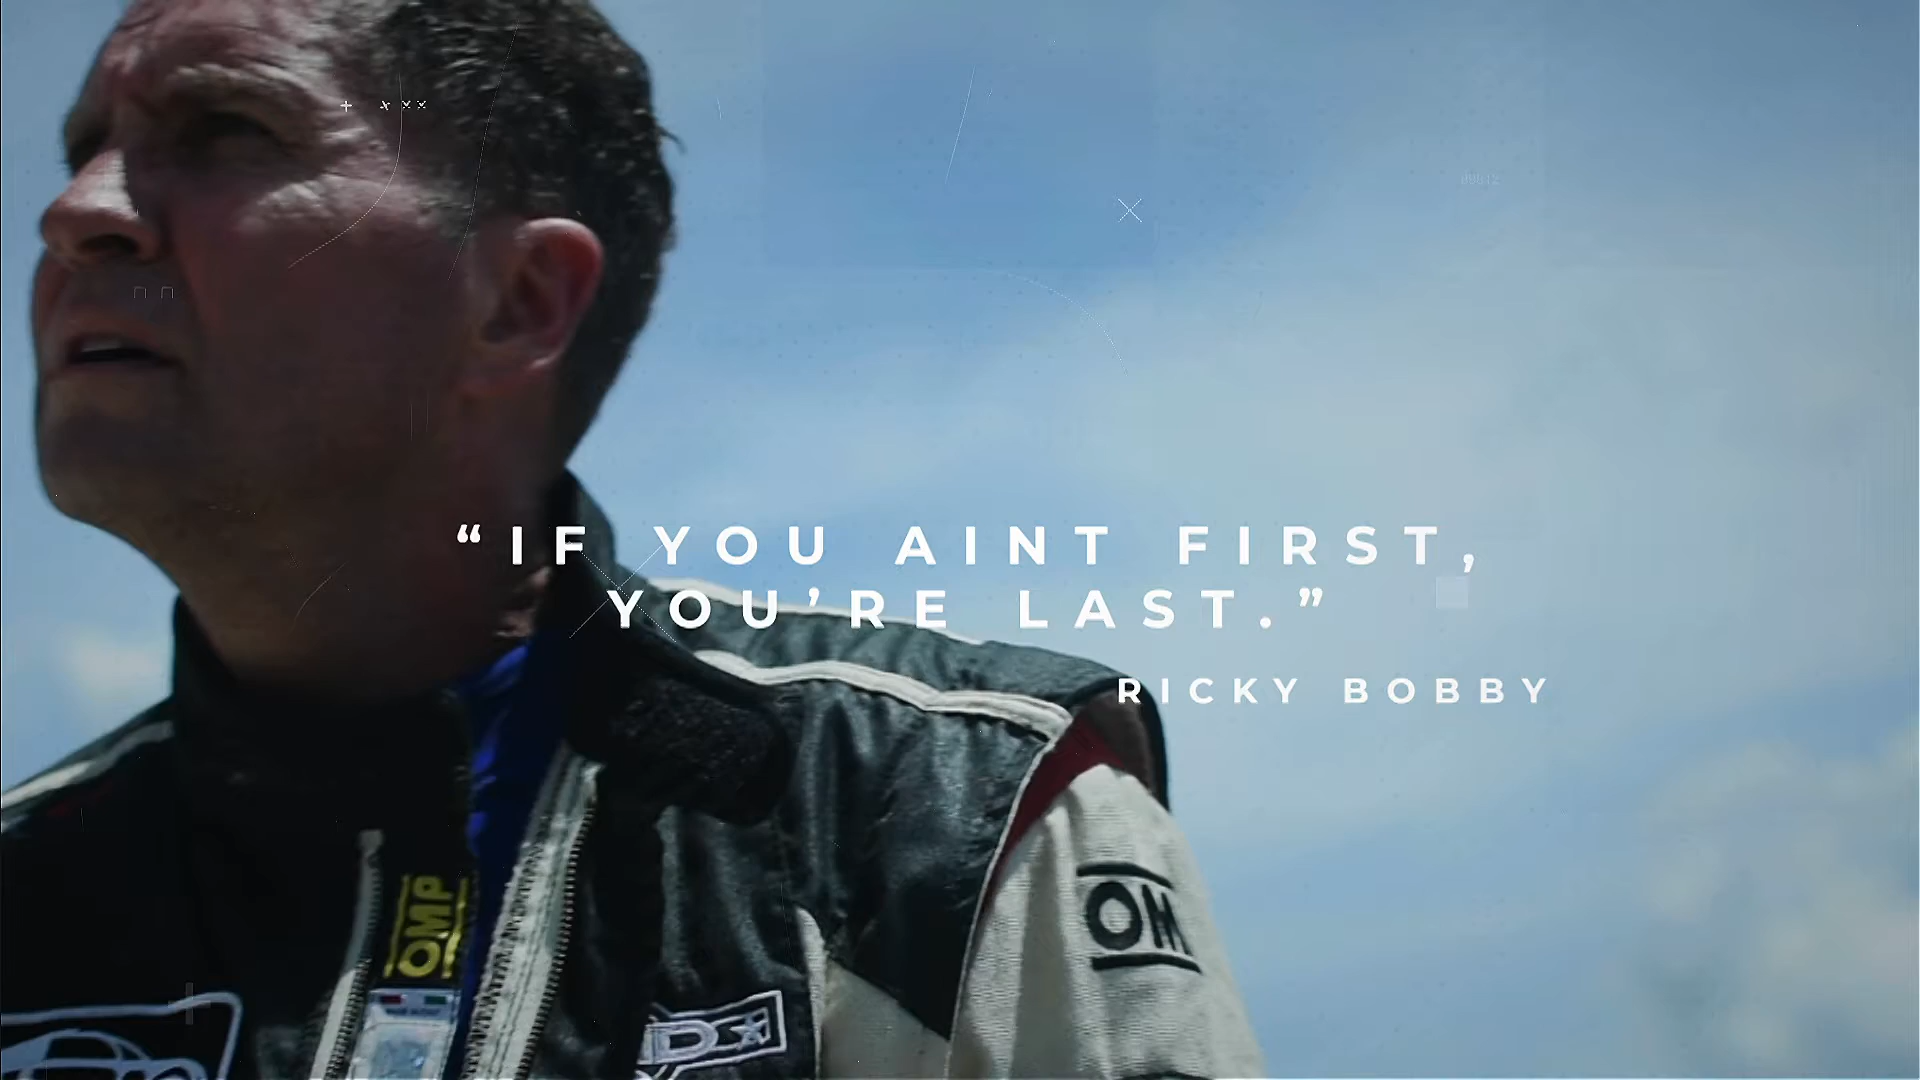 “IF YOU AINT FIRST,
YOU’RE LAST.”
RICKY BOBBY
OMP
OM